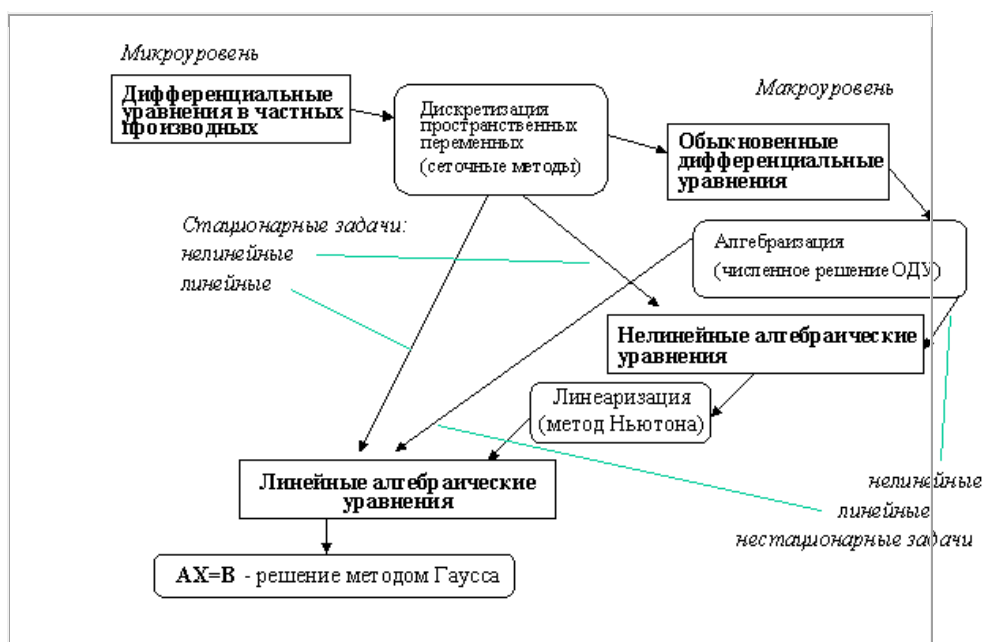 Микроуровень
Дифференциальные
уравнения в частных
производных
Дискретизация
пространственных
переменных
(сеточные методы)
Макроуровень
Обыкновенные
дифференциальные
уравнения
Стационарные задачи:
нелинейные
линейные
Алгебраизация
(численное решение ОДУ)
Нелинейные алгебраические
уравнения
Линеаризация
(метод Ньютона)
Линейные алгебраические
уравнения
нелинейные
линейные
нестационарные задачи
AX=B - решение методом Гаусса